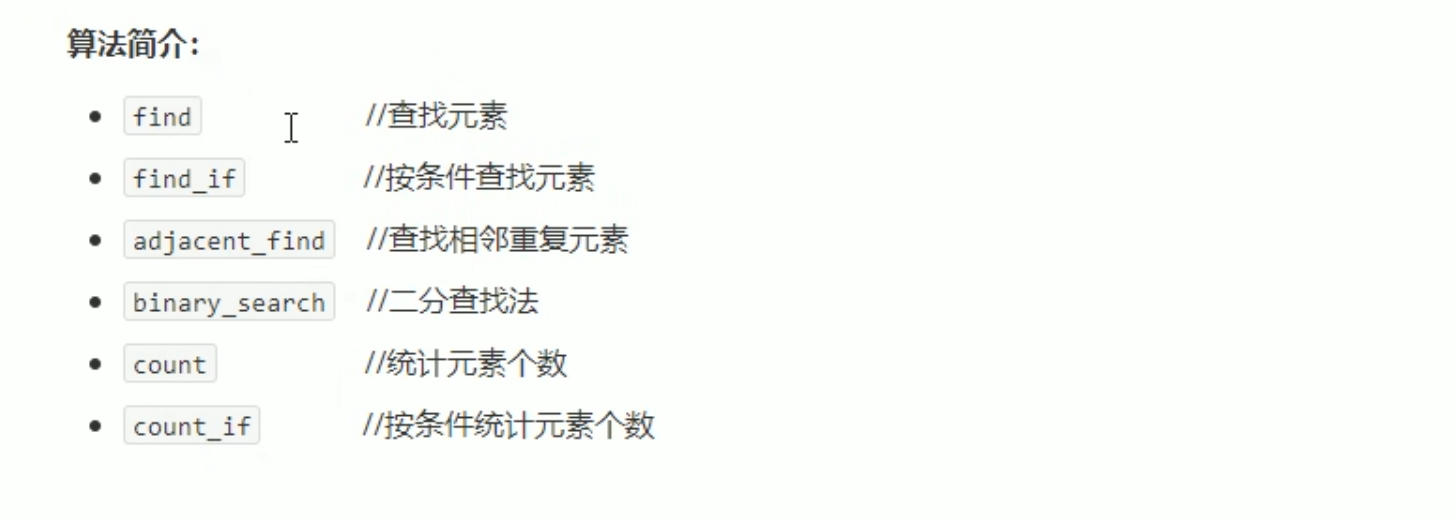 算法简介:
find //查找元素
find_if //按条件查找元素
adjacent_find //查找相邻重复元素
binary_search //二分查找法
count //统计元素个数
count_if //按条件统计元素个数